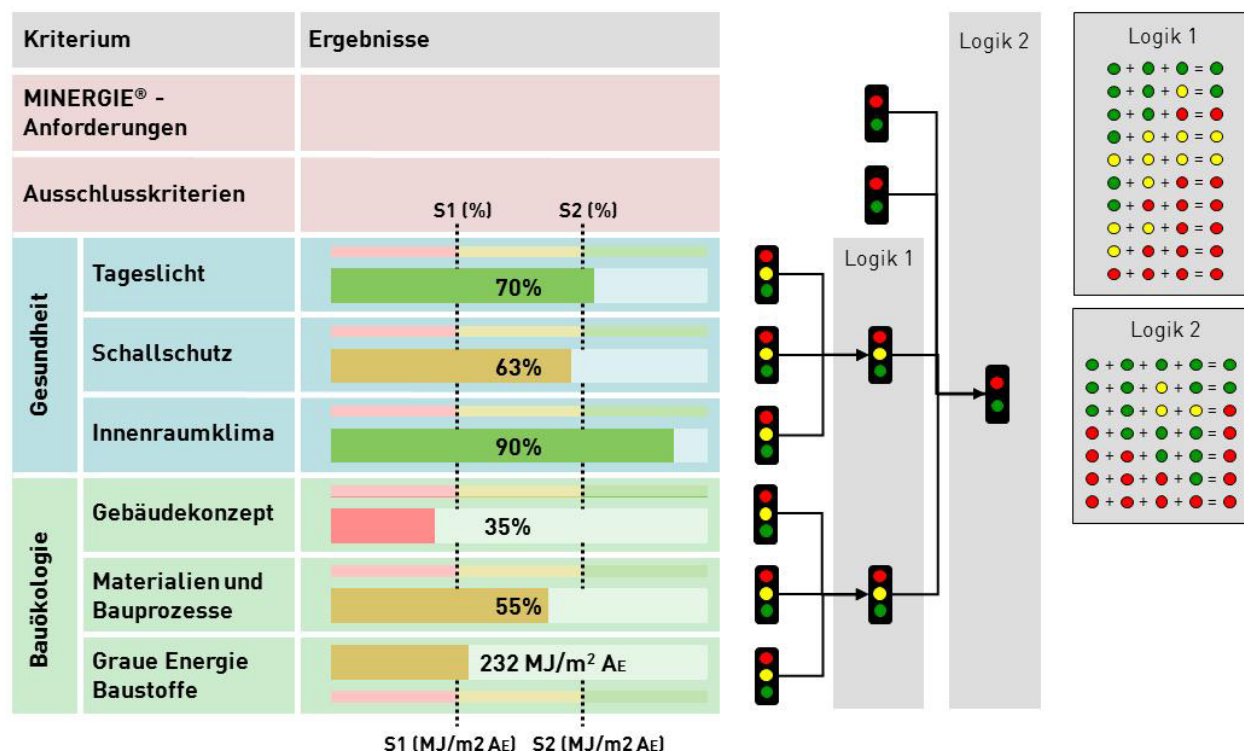 Kriterium
Ergebnisse
MINERGIE® -
Anforderungen
Ausschlusskriterien
S1 (%)
S2 (%)
Gesundheit
Tageslicht
70%
Schallschutz
63%
Innenraumklima
90%
Bauökologie
Gebäudekonzept
35%
Materialien und
Bauprozesse
55%
Graue Energie
Baustoffe
232 MJ/m² AE
S1 (MJ/m2 AE)
S2 (MJ/m2 AE)
Logik 1
Logik 2
Logik 1
+ + + =
+ + + =
+ + + =
+ + + =
+ + + =
+ + + =
+ + + =
+ + + =
+ + + =
+ + + =
Logik 2
+ + + + =
+ + + + =
+ + + + =
+ + + + =
+ + + + =
+ + + + =
+ + + + =